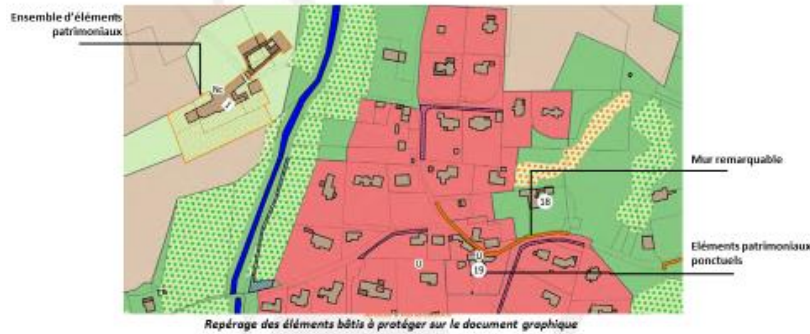 Ensemble d'éléments
patrimoniaux
Nc
1
Mur remarquable
18
Eléments patrimoniaux
ponctuels
U
U
19
Repérage des éléments bâtis à protéger sur le document graphique